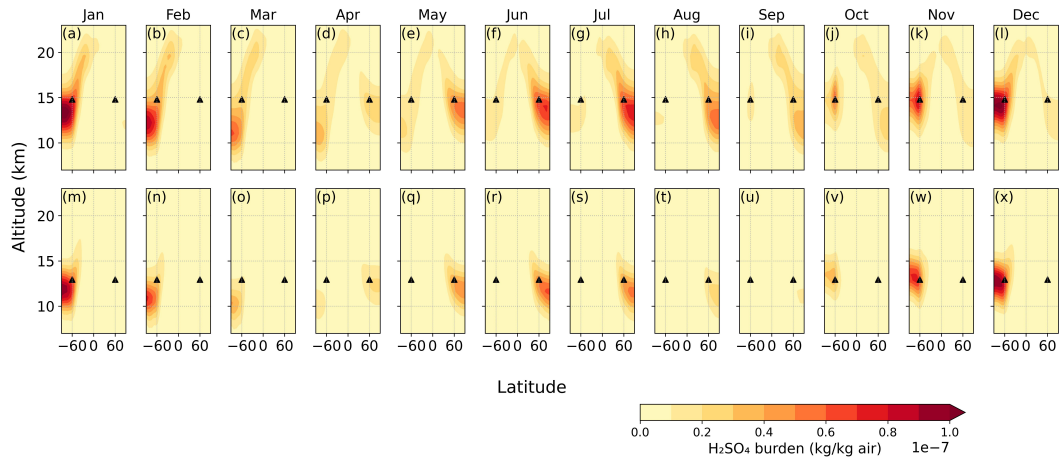 Jan Feb Mar Apr May Jun Jul Aug Sep Oct Nov Dec
(a) (b) (c) (d) (e) (f) (g) (h) (i) (j) (k) (l)
20
15
10
(m) (n) (o) (p) (q) (r) (s) (t) (u) (v) (w) (x)
20
15
10
Altitude (km)
−60 0 60 −60 0 60 −60 0 60 −60 0 60 −60 0 60 −60 0 60 −60 0 60 −60 0 60 −60 0 60 −60 0 60 −60 0 60 −60 0 60
Latitude
0.0 0.2 0.4 0.6 0.8 1.0
H₂SO₄ burden (kg/kg air) 1e−7